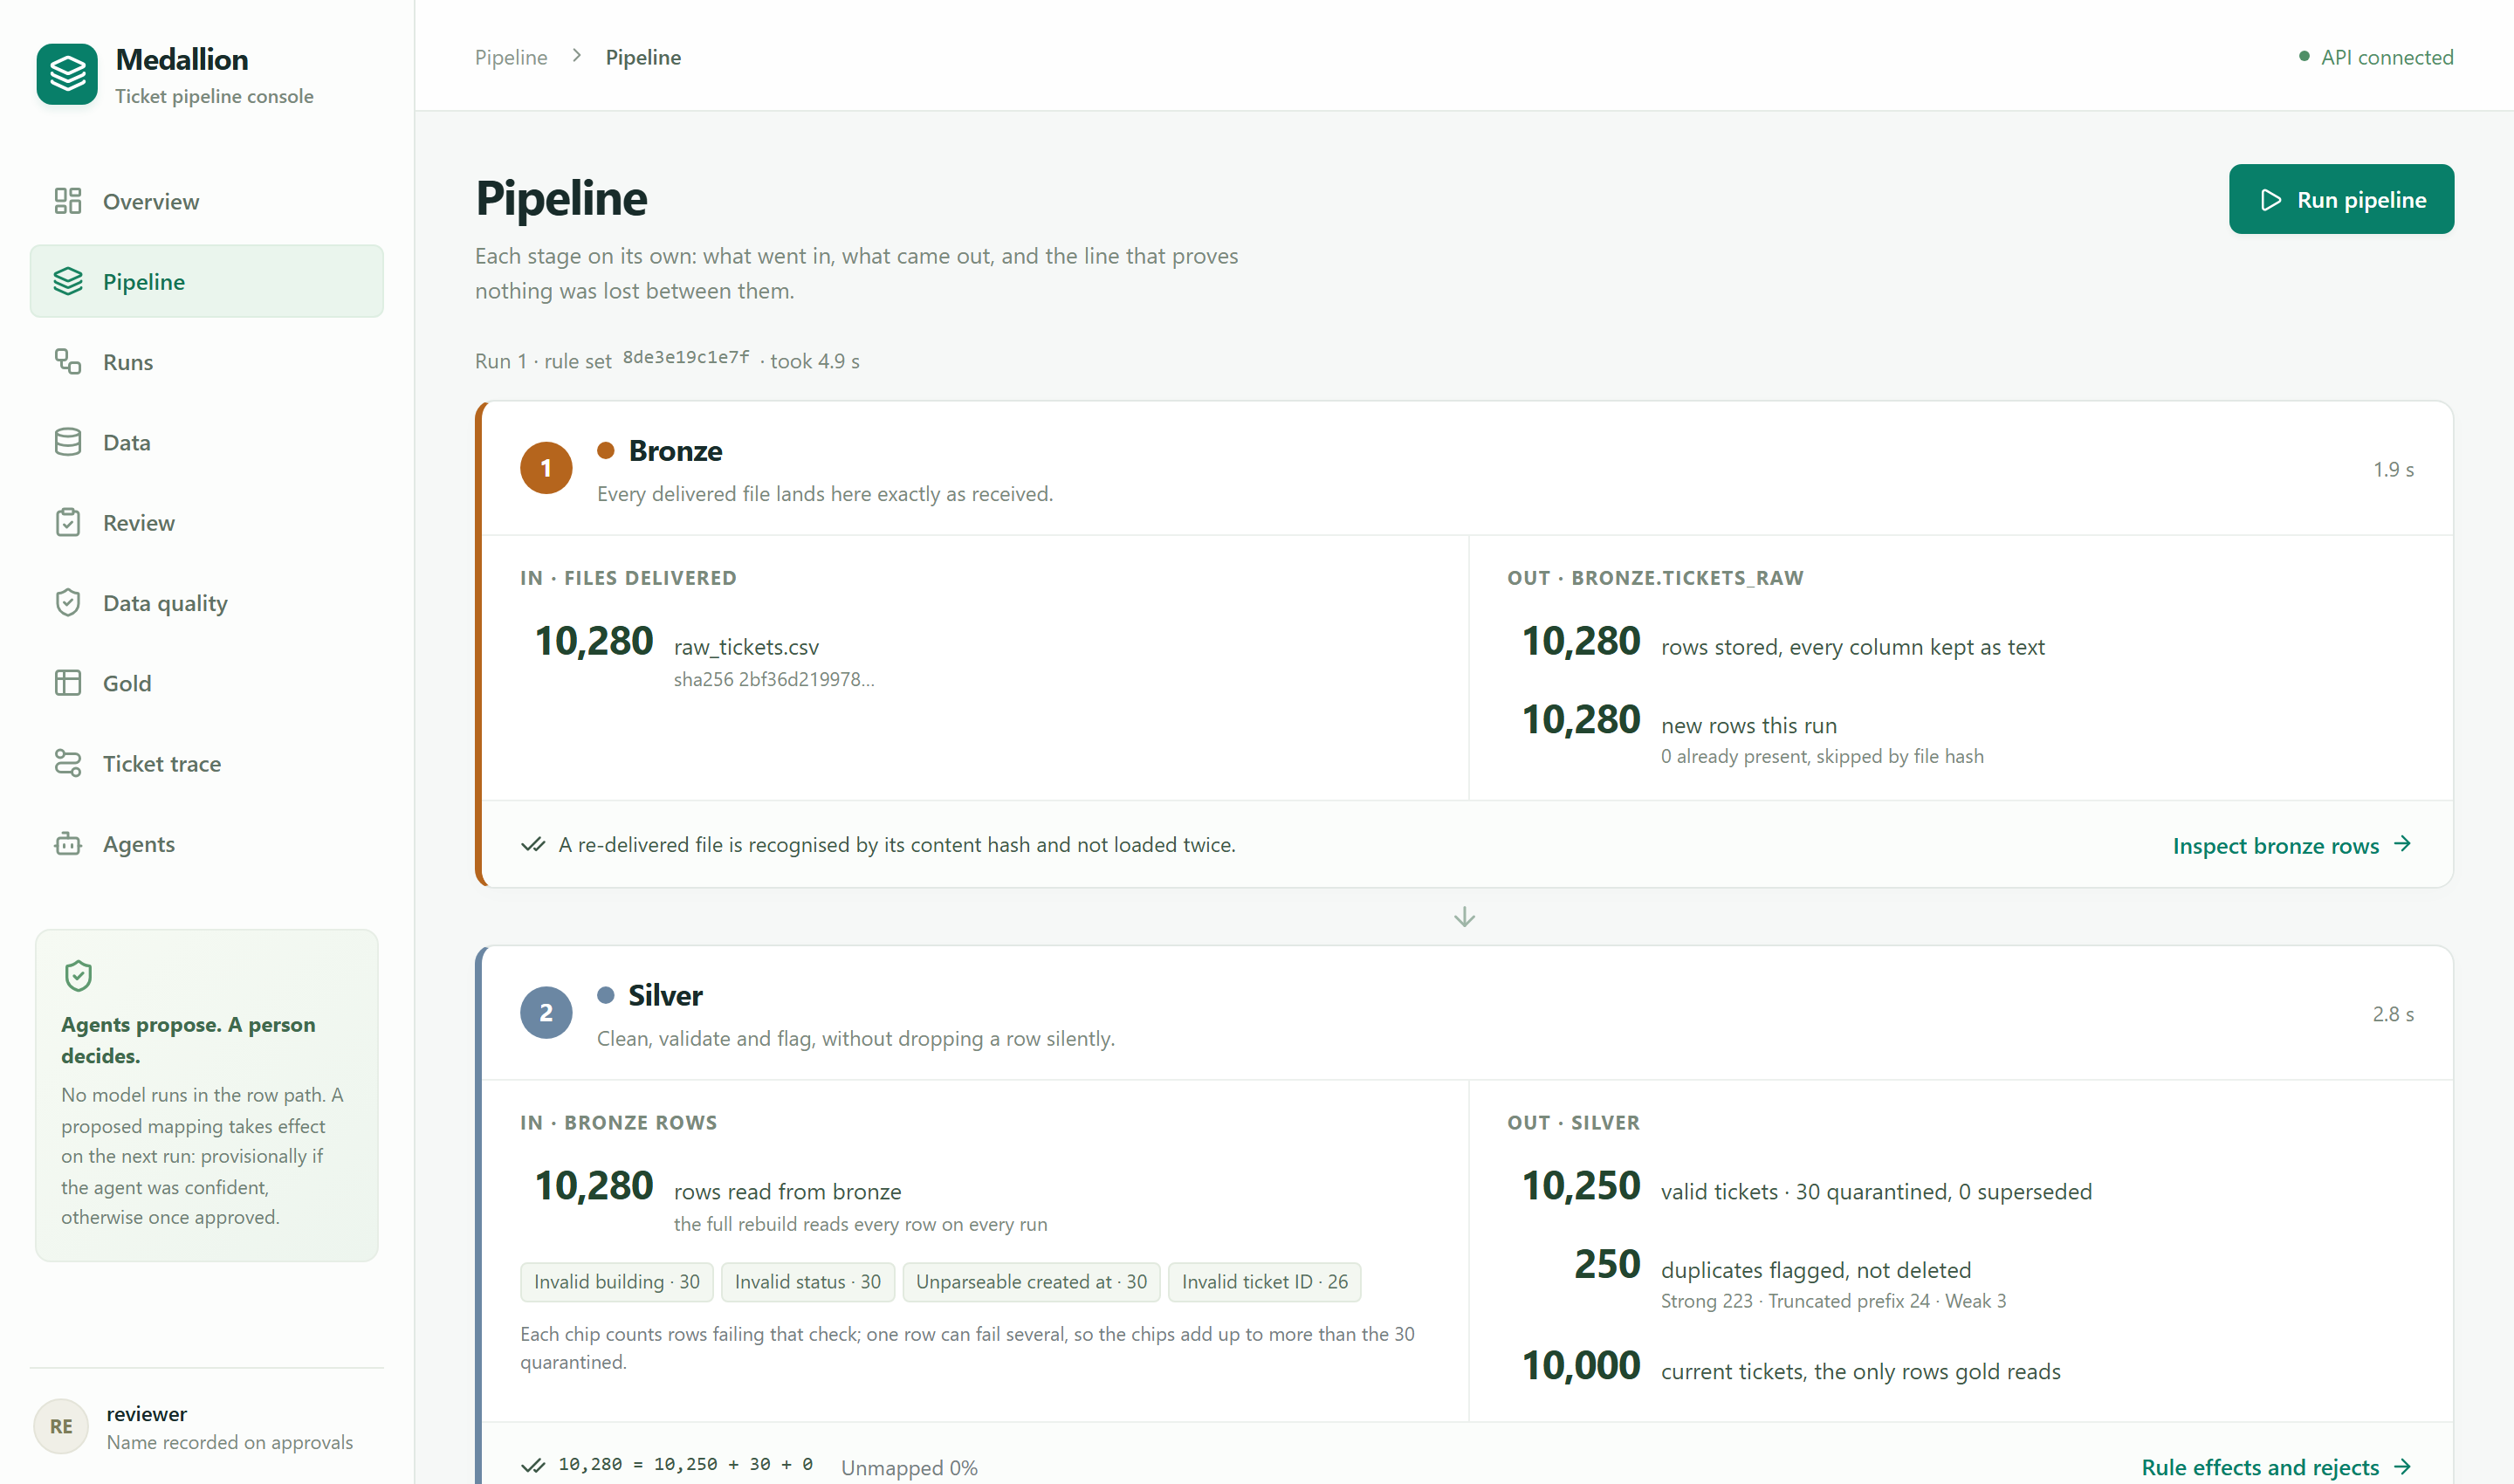 Medallion
Ticket pipeline console
Overview
Pipeline
Runs
Data
Review
Data quality
Gold
Ticket trace
Agents
Agents propose. A person
decides.
No model runs in the row path. A
proposed mapping takes effect
on the next run: provisionally if
the agent was confident,
otherwise once approved.
RE
reviewer
Name recorded on approvals
Pipeline > Pipeline
API connected
Pipeline
Run pipeline
Each stage on its own: what went in, what came out, and the line that proves
nothing was lost between them.
Run 1 · rule set 8de3e19c1e7f · took 4.9 s
1
Bronze
Every delivered file lands here exactly as received.
1.9 s
IN · FILES DELIVERED
10,280 raw_tickets.csv
sha256 2bf36d219978...
OUT · BRONZE.TICKETS_RAW
10,280 rows stored, every column kept as text
10,280 new rows this run
0 already present, skipped by file hash
A re-delivered file is recognised by its content hash and not loaded twice.
Inspect bronze rows
2
Silver
Clean, validate and flag, without dropping a row silently.
2.8 s
IN · BRONZE ROWS
10,280 rows read from bronze
the full rebuild reads every row on every run
Invalid building · 30
Invalid status · 30
Unparseable created at · 30
Invalid ticket ID · 26
Each chip counts rows failing that check; one row can fail several, so the chips add up to more than the 30
quarantined.
OUT · SILVER
10,250 valid tickets · 30 quarantined, 0 superseded
250 duplicates flagged, not deleted
Strong 223 · Truncated prefix 24 · Weak 3
10,000 current tickets, the only rows gold reads
10,280 = 10,250 + 30 + 0 Unmapped 0%
Rule effects and rejects